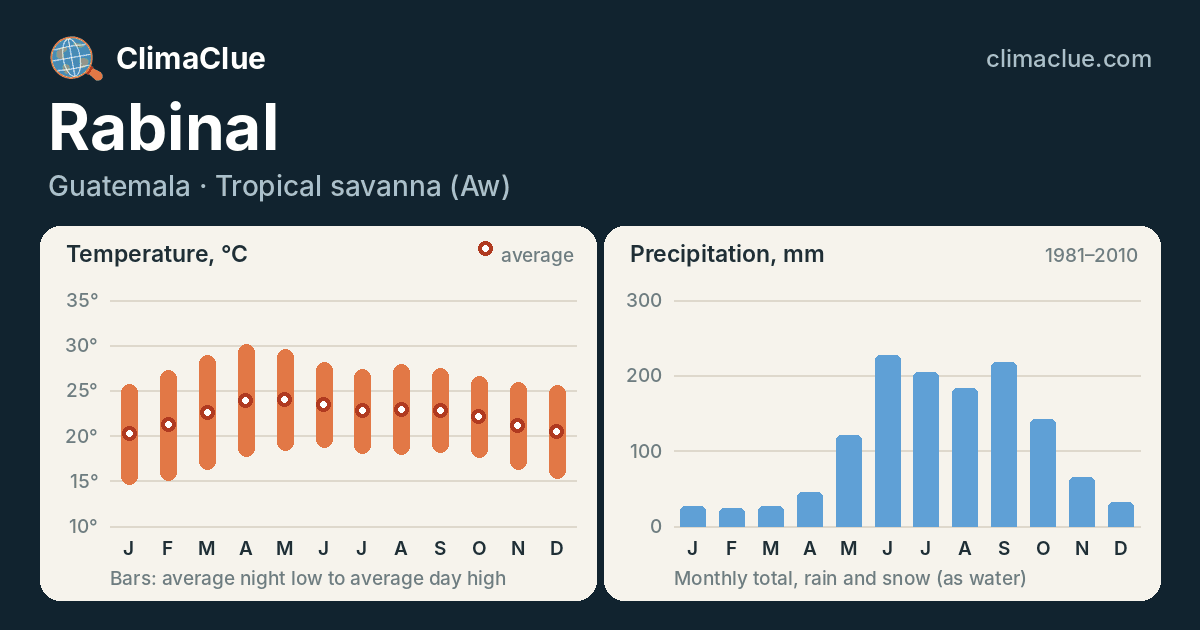 ClimaClue
climaclue.com
Rabinal
Guatemala · Tropical savanna (Aw)
Temperature, °C
average
35°
30°
25°
20°
15°
10°
J F M A M J J A S O N D
Bars: average night low to average day high
Precipitation, mm
1981–2010
300
200
100
0
J F M A M J J A S O N D
Monthly total, rain and snow (as water)